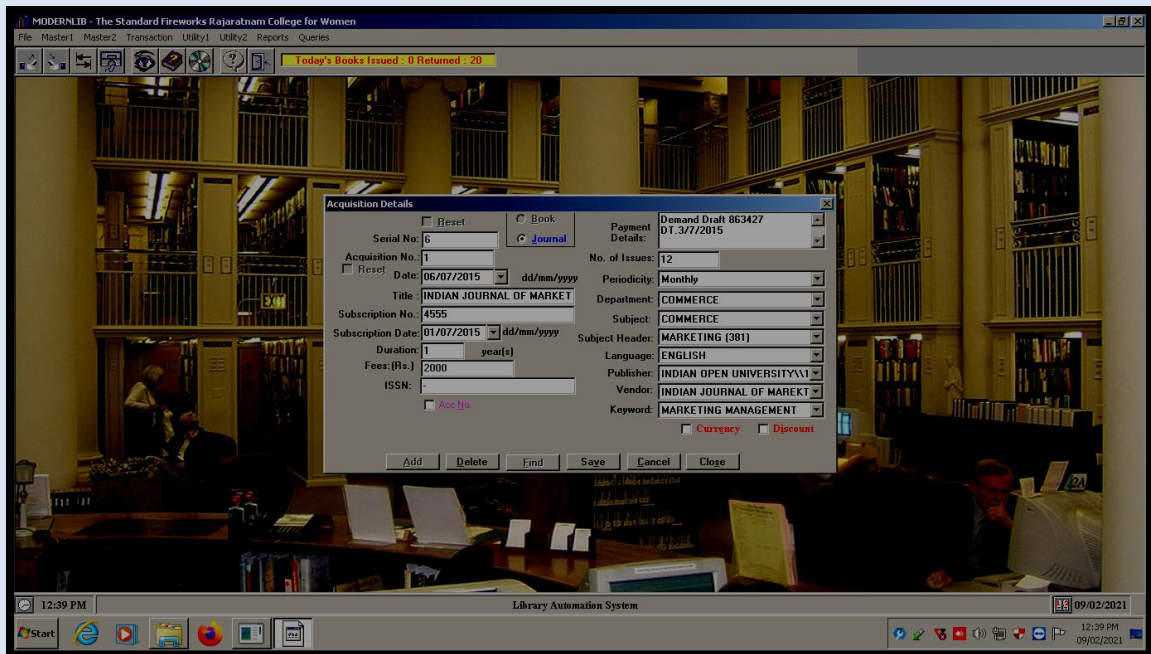 MODERNLIB - The Standard Fireworks Rajaratnam College for Women
File Master1 Master2 Transaction Utility1 Utility2 Reports Queries
Today's Books Issued : 0 Returned : 20
Acquisition Details
Reset
Book
Journal
Serial No: 6
Acquisition No.: 1
Reset
Date: 06/07/2015 dd/mm/yyyy
Title : INDIAN JOURNAL OF MARKET
Subscription No.: 4555
Subscription Date: 01/07/2015 dd/mm/yyyy
Duration: 1 year(s)
Fees:(Rs.) 2000
ISSN: -
Acc No.
Payment Details: Demand Draft 863427
DT.3/7/2015
No. of Issues: 12
Periodicity: Monthly
Department: COMMERCE
Subject: COMMERCE
Subject Header: MARKETING (381)
Language: ENGLISH
Publisher: INDIAN OPEN UNIVERSITY\\1
Vendor: INDIAN JOURNAL OF MAREKT
Keyword: MARKETING MANAGEMENT
Currency Discount
Add Delete Find Save Cancel Close
12:39 PM Library Automation System 09/02/2021
Start
12:39 PM
09/02/2021